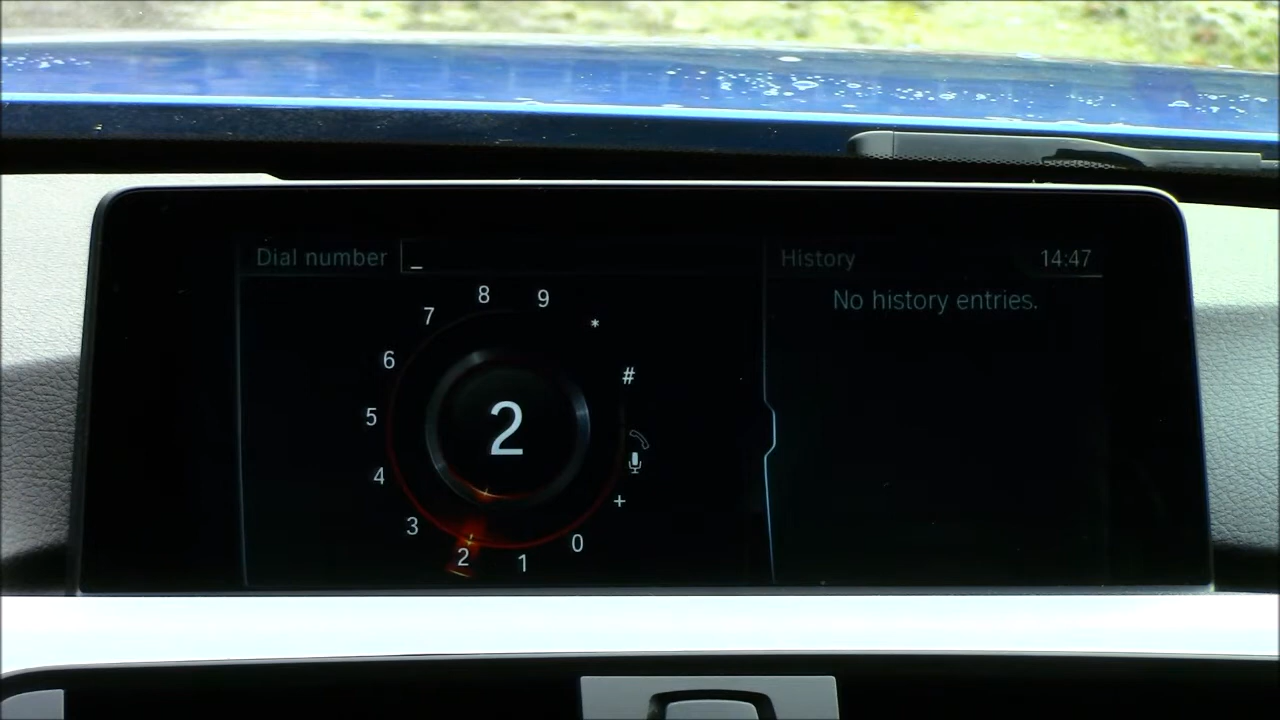 Dial number _
History 14:47
No history entries.
8 9
7 *
6 #
5
2
4 +
3 0
2 1